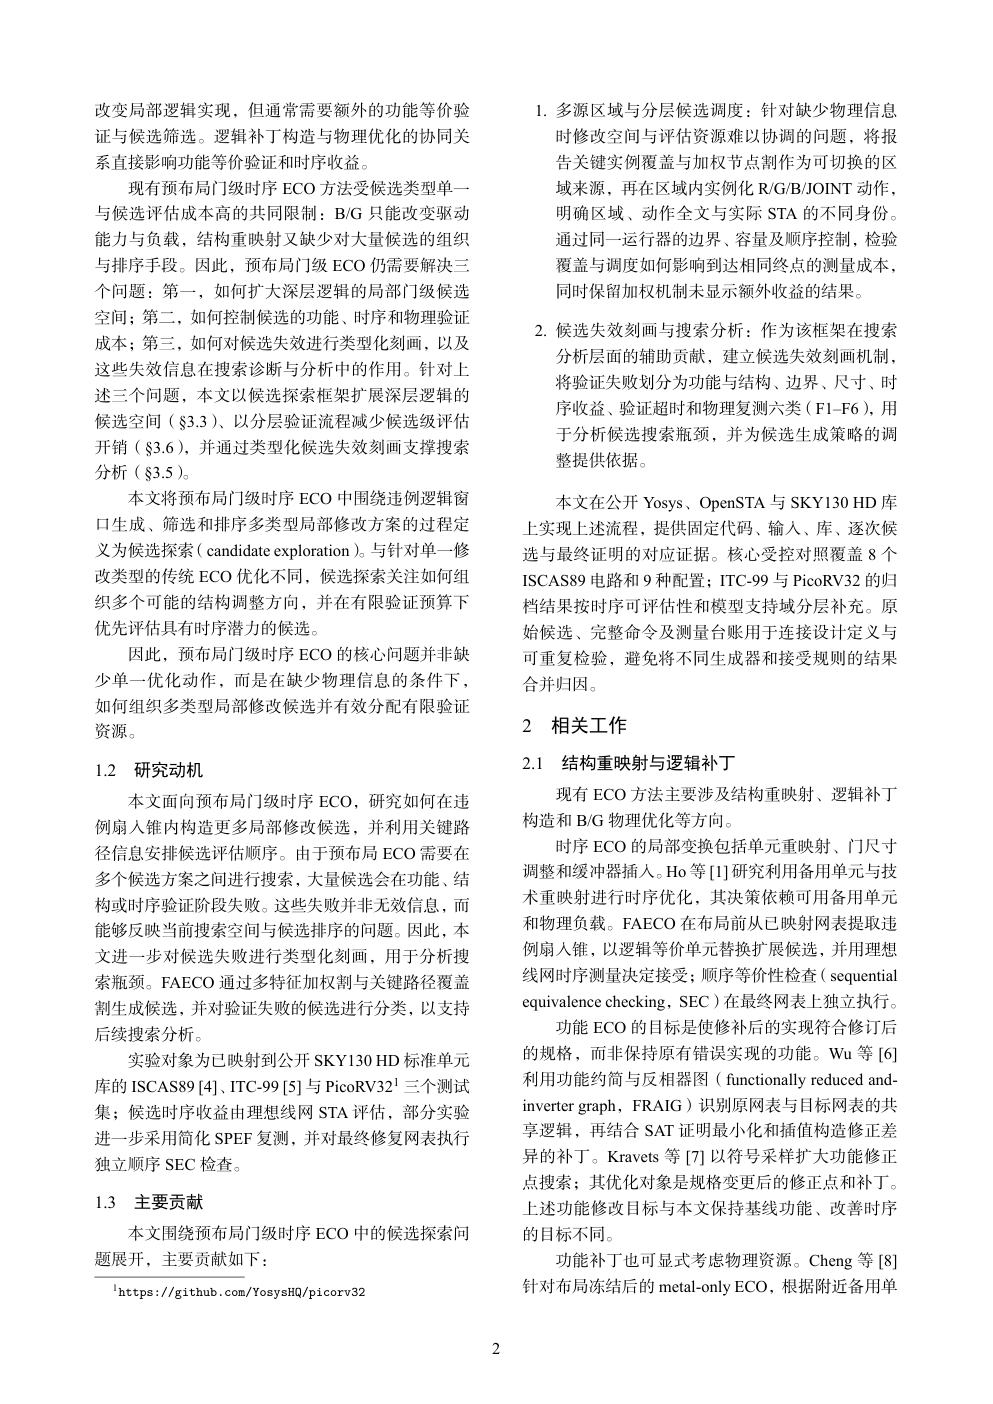 改变局部逻辑实现，但通常需要额外的功能等价验
证与候选筛选。逻辑补丁构造与物理优化的协同关
系直接影响功能等价验证和时序收益。
现有预布局门级时序 ECO 方法受候选类型单一
与候选评估成本高的共同限制：B/G 只能改变驱动
能力与负载，结构重映射又缺少对大量候选的组织
与排序手段。因此，预布局门级 ECO 仍需要解决三
个问题：第一，如何扩大深层逻辑的局部门级候选
空间；第二，如何控制候选的功能、时序和物理验证
成本；第三，如何对候选失效进行类型化刻画，以及
这些失效信息在搜索诊断与分析中的作用。针对上
述三个问题，本文以候选探索框架扩展深层逻辑的
候选空间（§3.3）、以分层验证流程减少候选级评估
开销（§3.6），并通过类型化候选失效刻画支撑搜索
分析（§3.5）。
本文将预布局门级时序 ECO 中围绕违例逻辑窗
口生成、筛选和排序多类型局部修改方案的过程定
义为候选探索（candidate exploration）。与针对单一修
改类型的传统 ECO 优化不同，候选探索关注如何组
织多个可能的结构调整方向，并在有限验证预算下
优先评估具有时序潜力的候选。
因此，预布局门级时序 ECO 的核心问题并非缺
少单一优化动作，而是在缺少物理信息的条件下，
如何组织多类型局部修改候选并有效分配有限验证
资源。
1.2 研究动机
本文面向预布局门级时序 ECO，研究如何在违
例扇入锥内构造更多局部修改候选，并利用关键路
径信息安排候选评估顺序。由于预布局 ECO 需要在
多个候选方案之间进行搜索，大量候选会在功能、结
构或时序验证阶段失败。这些失败并非无效信息，而
能够反映当前搜索空间与候选排序的问题。因此，本
文进一步对候选失败进行类型化刻画，用于分析搜
索瓶颈。FAECO 通过多特征加权割与关键路径覆盖
割生成候选，并对验证失败的候选进行分类，以支持
后续搜索分析。
实验对象为已映射到公开 SKY130 HD 标准单元
库的 ISCAS89 [4]、ITC-99 [5] 与 PicoRV32¹ 三个测试
集；候选时序收益由理想线网 STA 评估，部分实验
进一步采用简化 SPEF 复测，并对最终修复网表执行
独立顺序 SEC 检查。
1.3 主要贡献
本文围绕预布局门级时序 ECO 中的候选探索问
题展开，主要贡献如下：
¹https://github.com/YosysHQ/picorv32
1. 多源区域与分层候选调度：针对缺少物理信息
时修改空间与评估资源难以协调的问题，将报
告关键实例覆盖与加权节点割作为可切换的区
域来源，再在区域内实例化 R/G/B/JOINT 动作，
明确区域、动作全文与实际 STA 的不同身份。
通过同一运行器的边界、容量及顺序控制，检验
覆盖与调度如何影响到达相同终点的测量成本，
同时保留加权机制未显示额外收益的结果。
2. 候选失效刻画与搜索分析：作为该框架在搜索
分析层面的辅助贡献，建立候选失效刻画机制，
将验证失败划分为功能与结构、边界、尺寸、时
序收益、验证超时和物理复测六类（F1–F6），用
于分析候选搜索瓶颈，并为候选生成策略的调
整提供依据。
本文在公开 Yosys、OpenSTA 与 SKY130 HD 库
上实现上述流程，提供固定代码、输入、库、逐次候
选与最终证明的对应证据。核心受控对照覆盖 8 个
ISCAS89 电路和 9 种配置；ITC-99 与 PicoRV32 的归
档结果按时序可评估性和模型支持域分层补充。原
始候选、完整命令及测量台账用于连接设计定义与
可重复检验，避免将不同生成器和接受规则的结果
合并归因。
2 相关工作
2.1 结构重映射与逻辑补丁
现有 ECO 方法主要涉及结构重映射、逻辑补丁
构造和 B/G 物理优化等方向。
时序 ECO 的局部变换包括单元重映射、门尺寸
调整和缓冲器插入。Ho 等 [1] 研究利用备用单元与技
术重映射进行时序优化，其决策依赖可用备用单元
和物理负载。FAECO 在布局前从已映射网表提取违
例扇入锥，以逻辑等价单元替换扩展候选，并用理想
线网时序测量决定接受；顺序等价性检查（sequential
equivalence checking，SEC）在最终网表上独立执行。
功能 ECO 的目标是使修补后的实现符合修订后
的规格，而非保持原有错误实现的功能。Wu 等 [6]
利用功能约简与反相器图（functionally reduced and-
inverter graph，FRAIG）识别原网表与目标网表的共
享逻辑，再结合 SAT 证明最小化和插值构造修正差
异的补丁。Kravets 等 [7] 以符号采样扩大功能修正
点搜索；其优化对象是规格变更后的修正点和补丁。
上述功能修改目标与本文保持基线功能、改善时序
的目标不同。
功能补丁也可显式考虑物理资源。Cheng 等 [8]
针对布局冻结后的 metal-only ECO，根据附近备用单
2